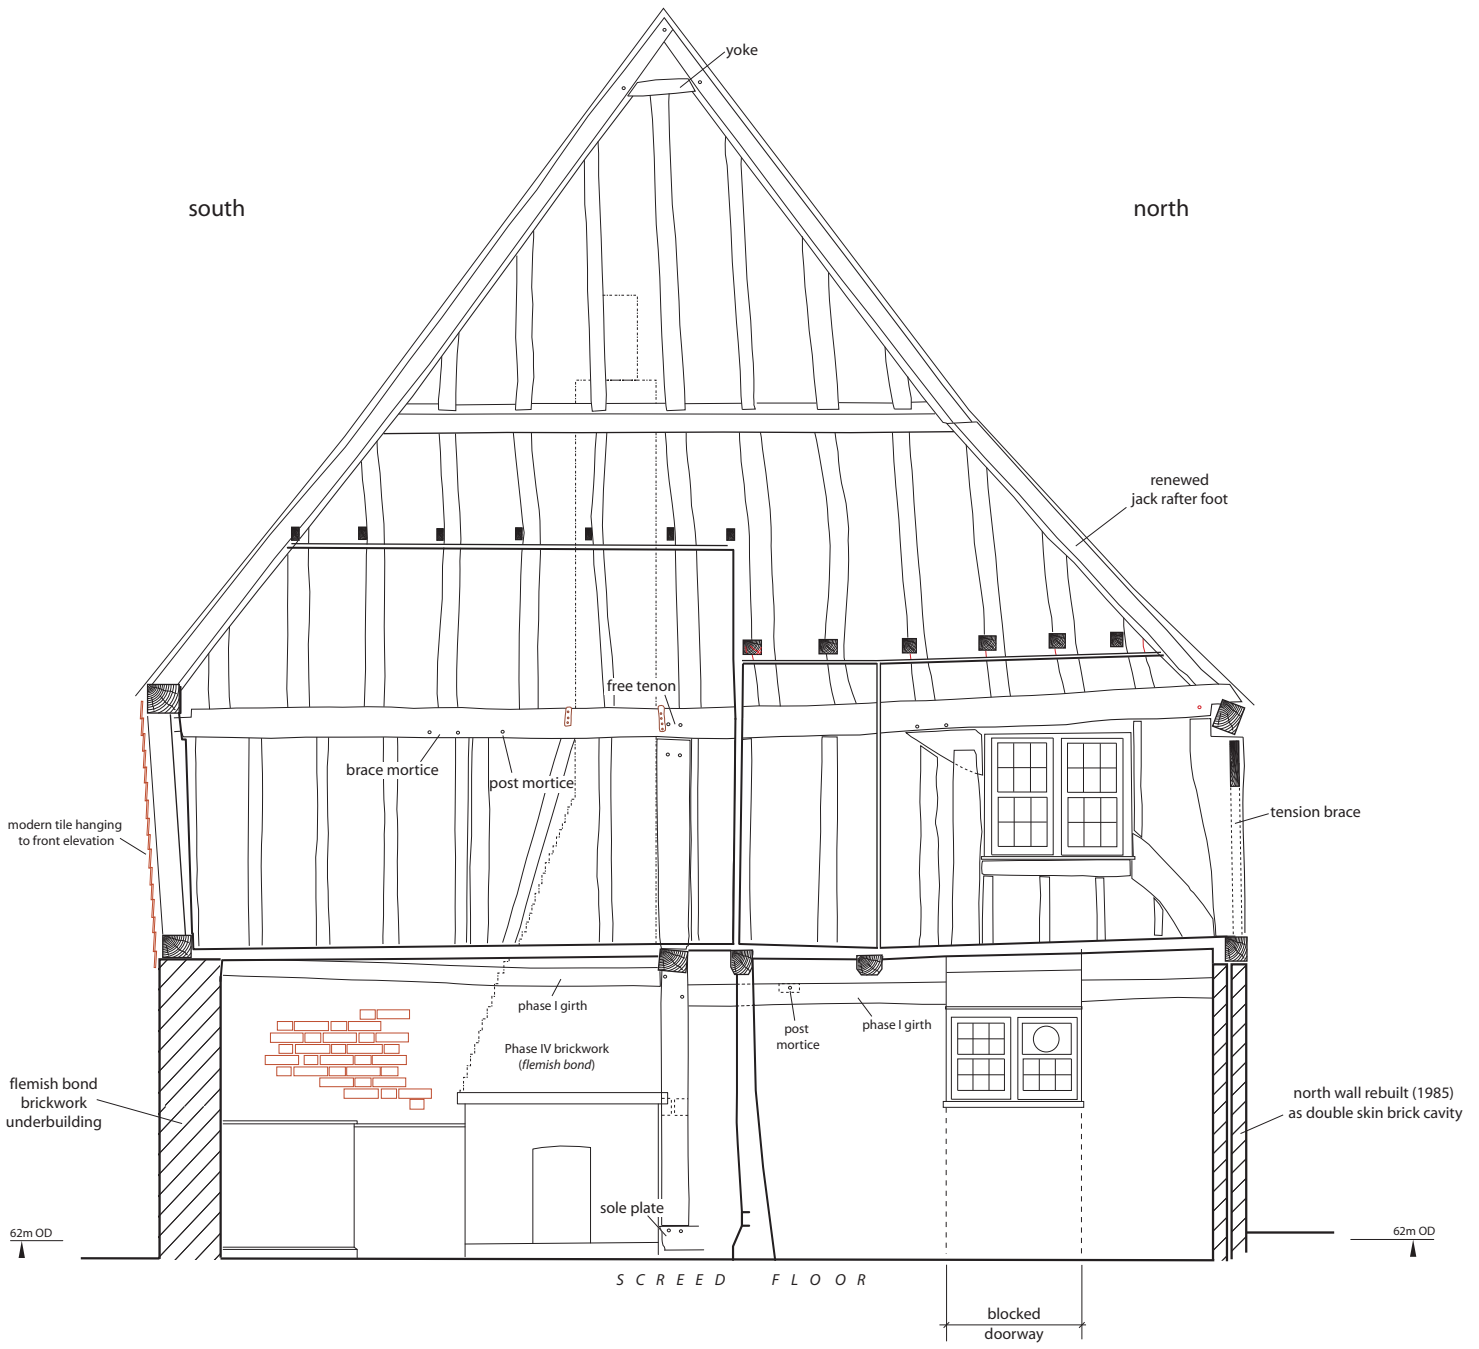 yoke
south
north
renewed
jack rafter foot
free tenon
brace mortice
post mortice
modern tile hanging
to front elevation
tension brace
phase I girth
post
mortice
phase I girth
Phase IV brickwork
(flemish bond)
flemish bond
brickwork
underbuilding
north wall rebuilt (1985)
as double skin brick cavity
sole plate
62m OD
62m OD
SCREED FLOOR
blocked
doorway